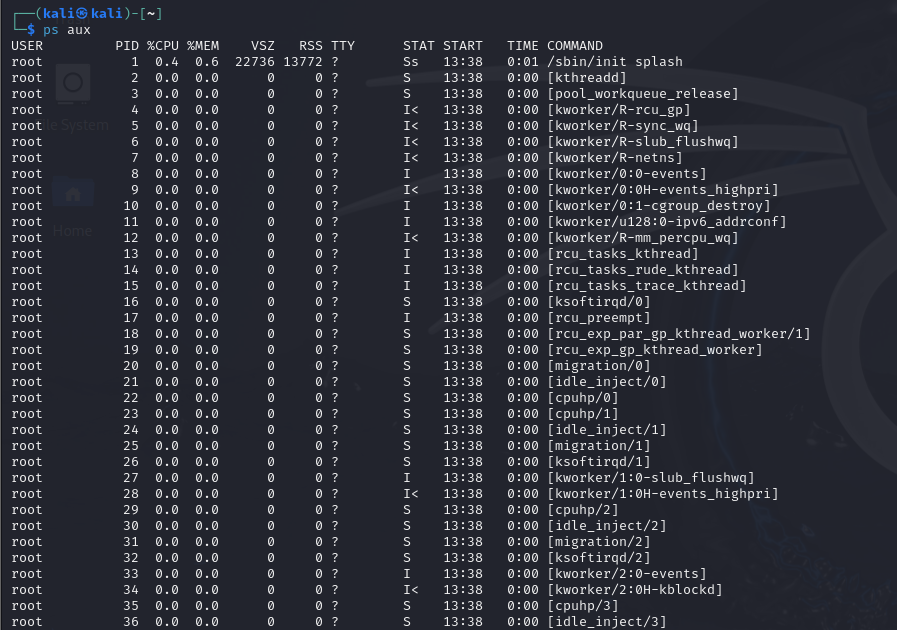 ┌──(kali㉿kali)-[~]
└─$ ps aux
USER         PID %CPU %MEM    VSZ   RSS TTY      STAT START   TIME COMMAND
root           1  0.4  0.6  22736 13772 ?        Ss   13:38   0:01 /sbin/init splash
root           2  0.0  0.0      0     0 ?        S    13:38   0:00 [kthreadd]
root           3  0.0  0.0      0     0 ?        S    13:38   0:00 [pool_workqueue_release]
root           4  0.0  0.0      0     0 ?        I<   13:38   0:00 [kworker/R-rcu_gp]
root           5  0.0  0.0      0     0 ?        I<   13:38   0:00 [kworker/R-sync_wq]
root           6  0.0  0.0      0     0 ?        I<   13:38   0:00 [kworker/R-slub_flushwq]
root           7  0.0  0.0      0     0 ?        I<   13:38   0:00 [kworker/R-netns]
root           8  0.0  0.0      0     0 ?        I    13:38   0:00 [kworker/0:0-events]
root           9  0.0  0.0      0     0 ?        I<   13:38   0:00 [kworker/0:0H-events_highpri]
root          10  0.0  0.0      0     0 ?        I    13:38   0:00 [kworker/0:1-cgroup_destroy]
root          11  0.0  0.0      0     0 ?        I    13:38   0:00 [kworker/u128:0-ipv6_addrconf]
root          12  0.0  0.0      0     0 ?        I<   13:38   0:00 [kworker/R-mm_percpu_wq]
root          13  0.0  0.0      0     0 ?        I    13:38   0:00 [rcu_tasks_kthread]
root          14  0.0  0.0      0     0 ?        I    13:38   0:00 [rcu_tasks_rude_kthread]
root          15  0.0  0.0      0     0 ?        I    13:38   0:00 [rcu_tasks_trace_kthread]
root          16  0.0  0.0      0     0 ?        S    13:38   0:00 [ksoftirqd/0]
root          17  0.0  0.0      0     0 ?        I    13:38   0:00 [rcu_preempt]
root          18  0.0  0.0      0     0 ?        S    13:38   0:00 [rcu_exp_par_gp_kthread_worker/1]
root          19  0.0  0.0      0     0 ?        S    13:38   0:00 [rcu_exp_gp_kthread_worker]
root          20  0.0  0.0      0     0 ?        S    13:38   0:00 [migration/0]
root          21  0.0  0.0      0     0 ?        S    13:38   0:00 [idle_inject/0]
root          22  0.0  0.0      0     0 ?        S    13:38   0:00 [cpuhp/0]
root          23  0.0  0.0      0     0 ?        S    13:38   0:00 [cpuhp/1]
root          24  0.0  0.0      0     0 ?        S    13:38   0:00 [idle_inject/1]
root          25  0.0  0.0      0     0 ?        S    13:38   0:00 [migration/1]
root          26  0.0  0.0      0     0 ?        S    13:38   0:00 [ksoftirqd/1]
root          27  0.0  0.0      0     0 ?        I    13:38   0:00 [kworker/1:0-slub_flushwq]
root          28  0.0  0.0      0     0 ?        I<   13:38   0:00 [kworker/1:0H-events_highpri]
root          29  0.0  0.0      0     0 ?        S    13:38   0:00 [cpuhp/2]
root          30  0.0  0.0      0     0 ?        S    13:38   0:00 [idle_inject/2]
root          31  0.0  0.0      0     0 ?        S    13:38   0:00 [migration/2]
root          32  0.0  0.0      0     0 ?        S    13:38   0:00 [ksoftirqd/2]
root          33  0.0  0.0      0     0 ?        I    13:38   0:00 [kworker/2:0-events]
root          34  0.0  0.0      0     0 ?        I<   13:38   0:00 [kworker/2:0H-kblockd]
root          35  0.0  0.0      0     0 ?        S    13:38   0:00 [cpuhp/3]
root          36  0.0  0.0      0     0 ?        S    13:38   0:00 [idle_inject/3]
System
Home